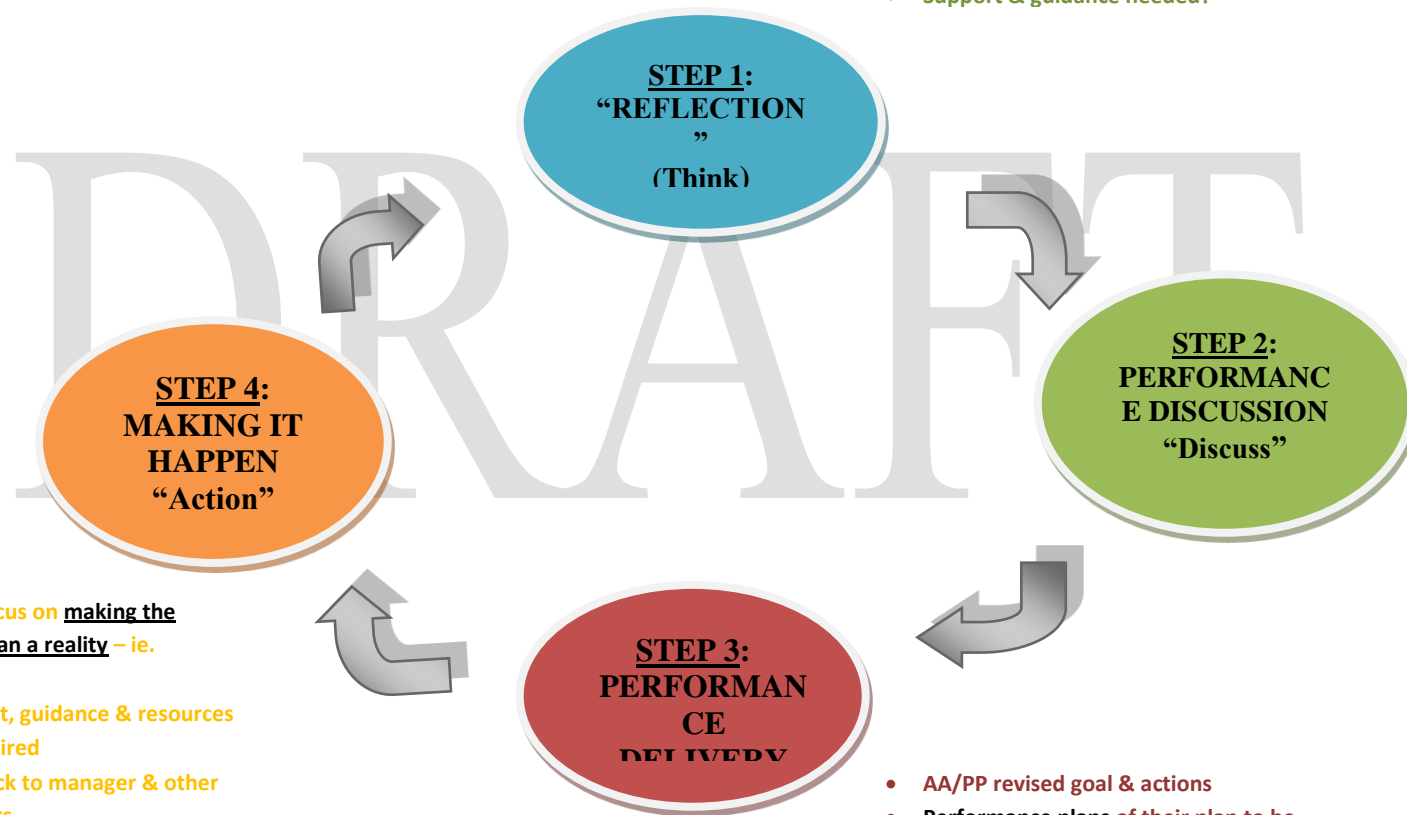 • Support & guidance needed?
STEP 1:
“REFLECTION
”
(Think)
DRAFT
STEP 2:
PERFORMANC
E DISCUSSION
“Discuss”
STEP 4:
MAKING IT
HAPPEN
“Action”
STEP 3:
PERFORMAN
CE
DELIVERY
cus on making the
an a reality – ie.
t, guidance & resources
ired
ck to manager & other
• AA/PP revised goal & actions
• Performance plans of their plan to be